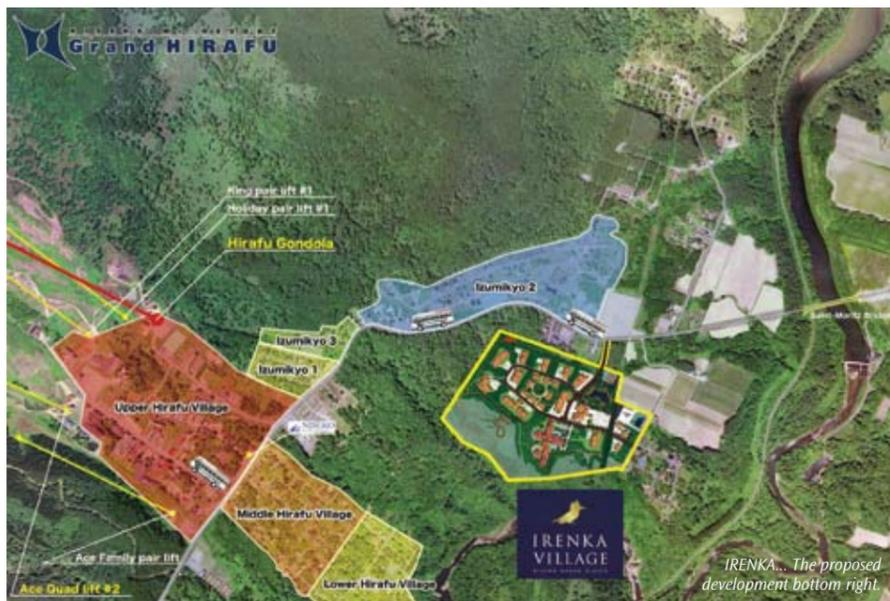 Grand HIRAFU
King pair lift #1
Holiday pair lift #1
Hirafu Gondola
Izumikyo 2
Izumikyo 3
Izumikyo 1
Upper Hirafu Village
Middle Hirafu Village
Lower Hirafu Village
Ace Family pair lift
Ace Quad lift #2
IRENKA
VILLAGE
IRENKA... The proposed
development bottom right.